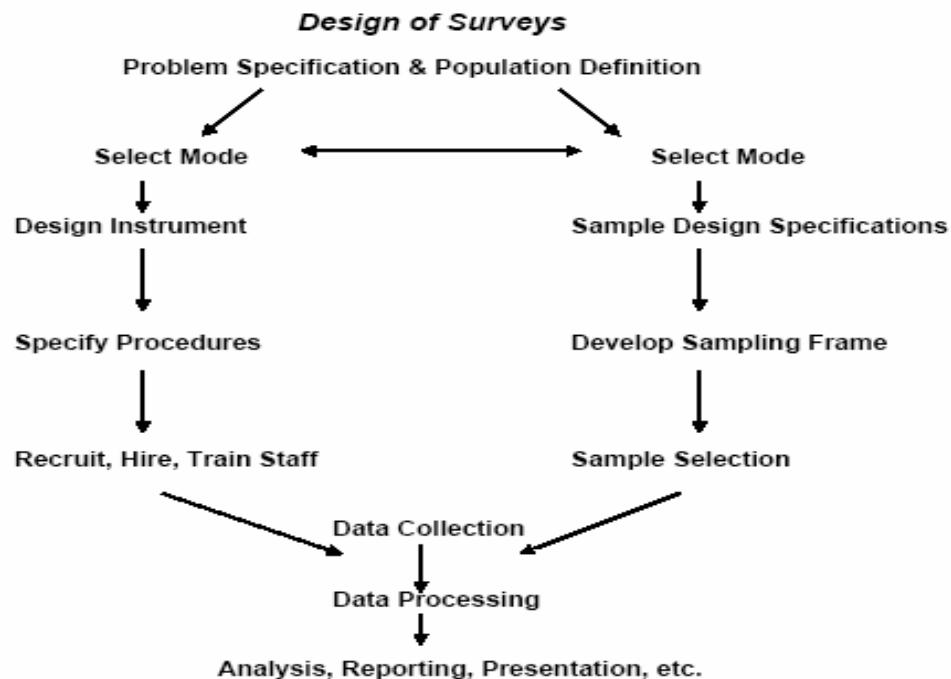 Design of Surveys
Problem Specification & Population Definition
Select Mode
Select Mode
Design Instrument
Sample Design Specifications
Specify Procedures
Develop Sampling Frame
Recruit, Hire, Train Staff
Sample Selection
Data Collection
Data Processing
Analysis, Reporting, Presentation, etc.